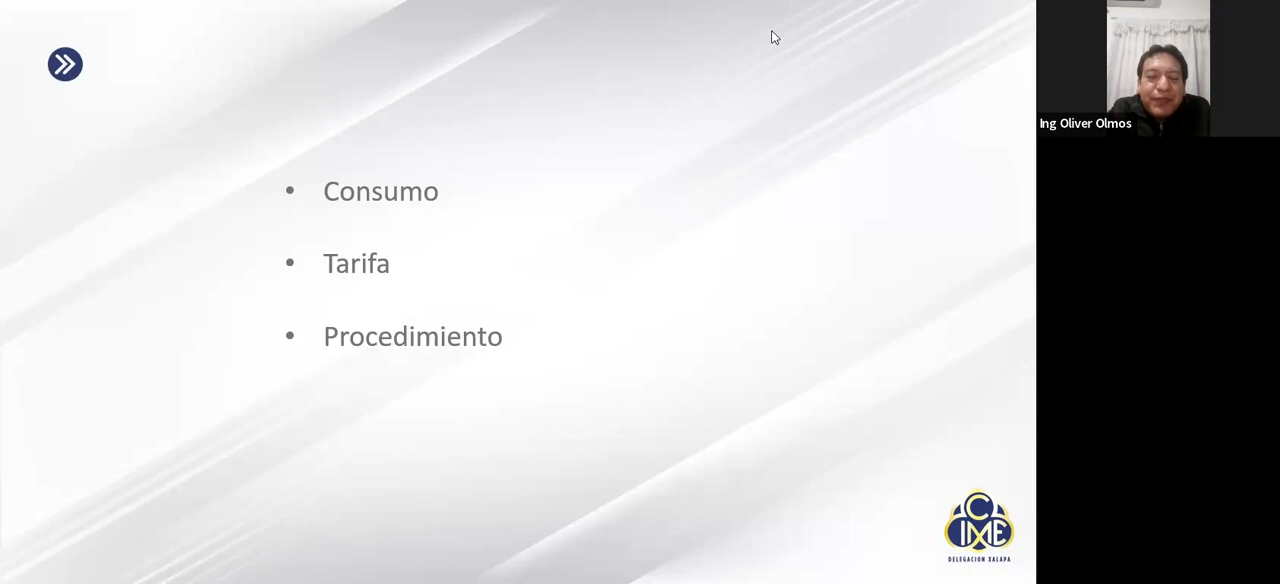 • Consumo
• Tarifa
• Procedimiento
Ing Oliver Olmos
CIME
DELEGACION XALAPA